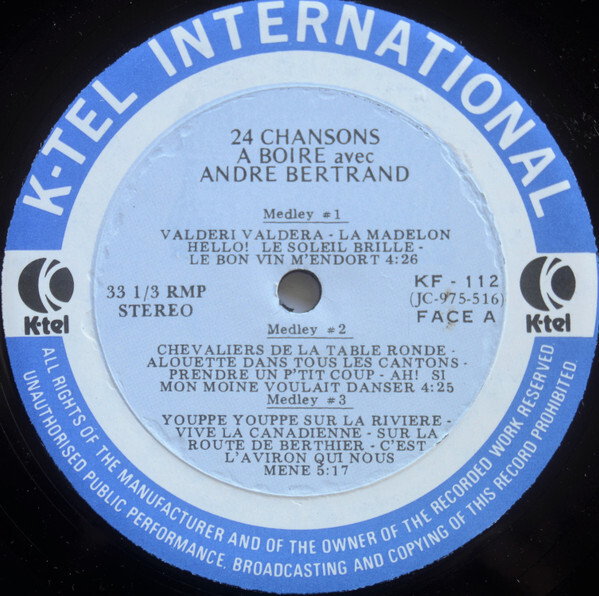 K-TEL INTERNATIONAL
24 CHANSONS
A BOIRE avec
ANDRE BERTRAND
Medley #1
VALDERI VALDERA - LA MADELON
HELLO! LE SOLEIL BRILLE -
LE BON VIN M'ENDORT 4:26
33 1/3 RMP
STEREO
KF - 112
(JC-975-516)
FACE A
K-tel
K-tel
Medley #2
CHEVALIERS DE LA TABLE RONDE -
ALOUETTE DANS TOUS LES CANTONS -
PRENDRE UN P'TIT COUP - AH! SI
MON MOINE VOULAIT DANSER 4:25
Medley #3
YOUPPE YOUPPE SUR LA RIVIERE -
VIVE LA CANADIENNE - SUR LA
ROUTE DE BERTHIER - C'EST
L'AVIRON QUI NOUS
MENE 5:17
ALL RIGHTS OF THE MANUFACTURER AND OF THE OWNER OF THE RECORDED WORK RESERVED
UNAUTHORISED PUBLIC PERFORMANCE. BROADCASTING AND COPYING OF THIS RECORD PROHIBITED.